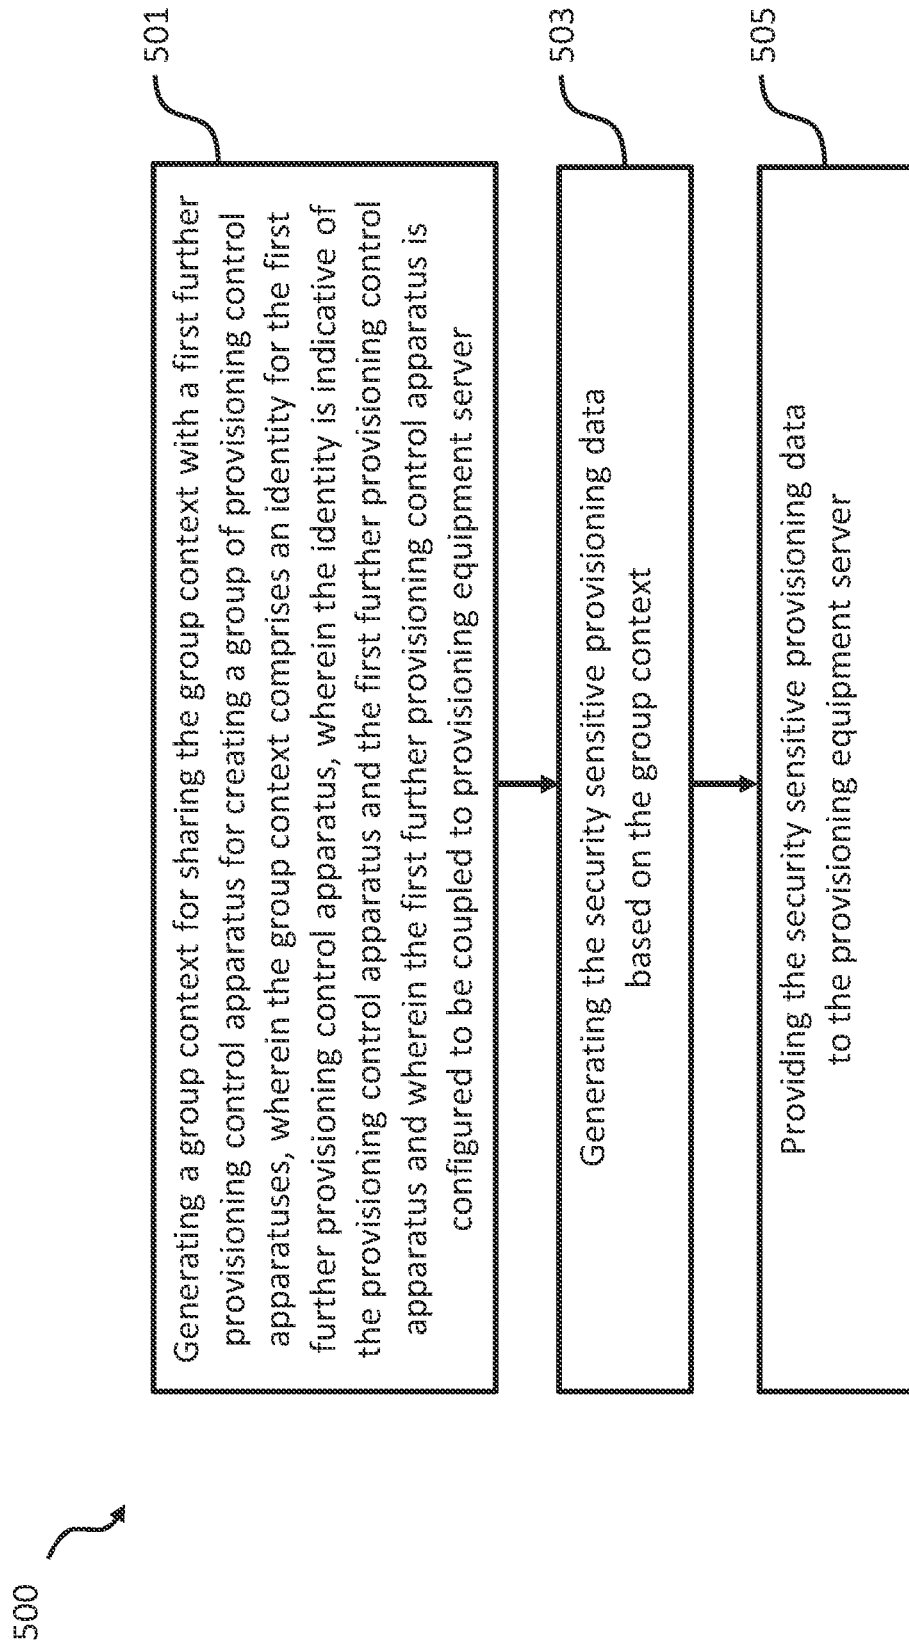 500
501
Generating a group context for sharing the group context with a first further
provisioning control apparatus for creating a group of provisioning control
apparatuses, wherein the group context comprises an identity for the first
further provisioning control apparatus, wherein the identity is indicative of
the provisioning control apparatus and the first further provisioning control
apparatus and wherein the first further provisioning control apparatus is
configured to be coupled to provisioning equipment server
503
Generating the security sensitive provisioning data
based on the group context
505
Providing the security sensitive provisioning data
to the provisioning equipment server